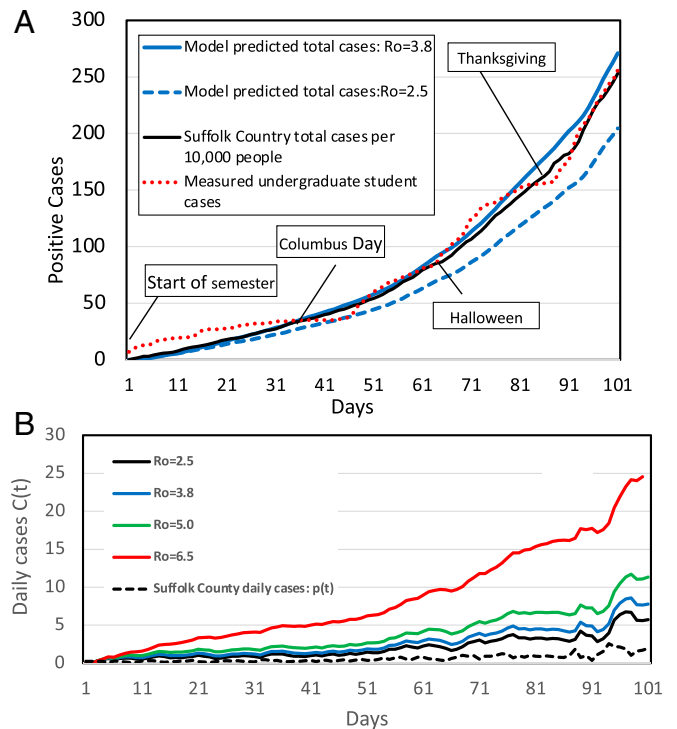 A
300
250
200
150
100
50
0
Positive Cases
Model predicted total cases: Ro=3.8
Model predicted total cases:Ro=2.5
Suffolk Country total cases per
10,000 people
Measured undergraduate student
cases
Thanksgiving
Columbus Day
Start of semester
Halloween
1 11 21 31 41 51 61 71 81 91 101
Days
B
30
25
20
15
10
5
0
Daily cases C(t)
Ro=2.5
Ro=3.8
Ro=5.0
Ro=6.5
Suffolk County daily cases: p(t)
1 11 21 31 41 51 61 71 81 91 101
Days